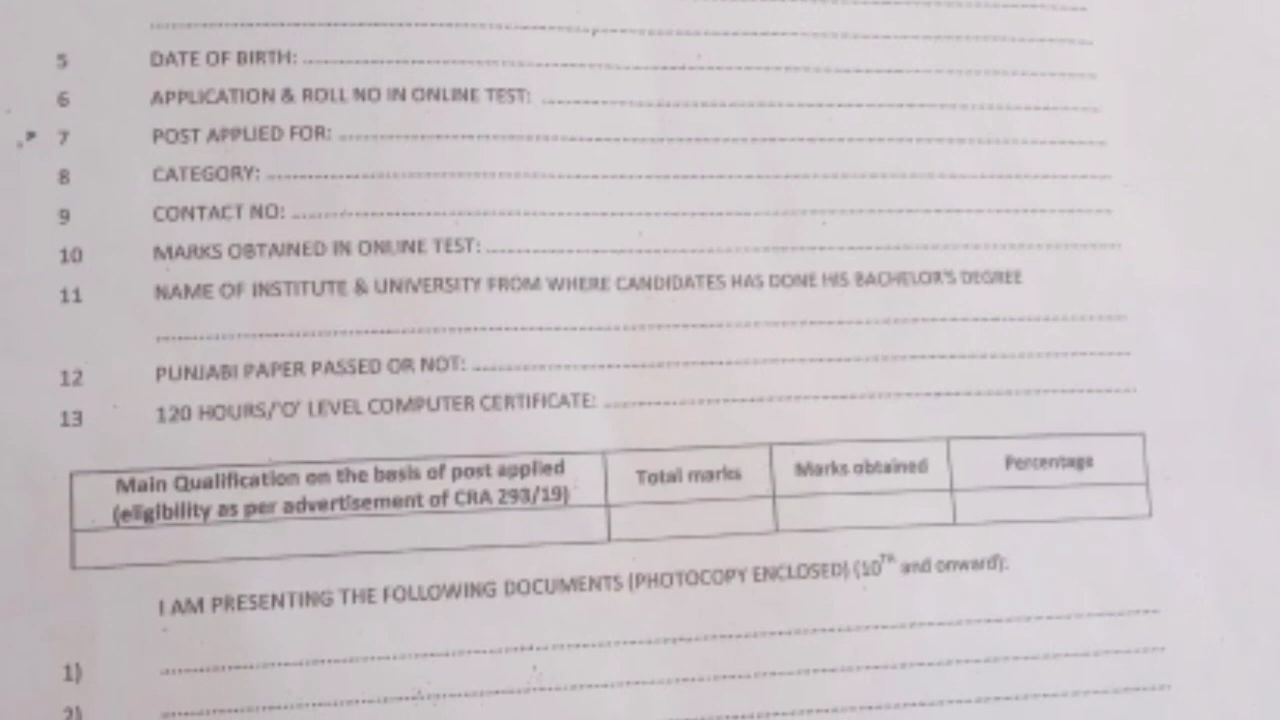 5 DATE OF BIRTH:
6 APPLICATION & ROLL NO IN ONLINE TEST:
7 POST APPLIED FOR:
8 CATEGORY:
9 CONTACT NO:
10 MARKS OBTAINED IN ONLINE TEST:
11 NAME OF INSTITUTE & UNIVERSITY FROM WHERE CANDIDATES HAS DONE HIS BACHELOR'S DEGREE
12 PUNJABI PAPER PASSED OR NOT:
13 120 HOURS/'O' LEVEL COMPUTER CERTIFICATE:
Main Qualification on the basis of post applied
(eligibility as per advertisement of CRA 293/19)
Total marks
Marks obtained
Percentage
I AM PRESENTING THE FOLLOWING DOCUMENTS (PHOTOCOPY ENCLOSED) (10TH and onward):
1)
2)